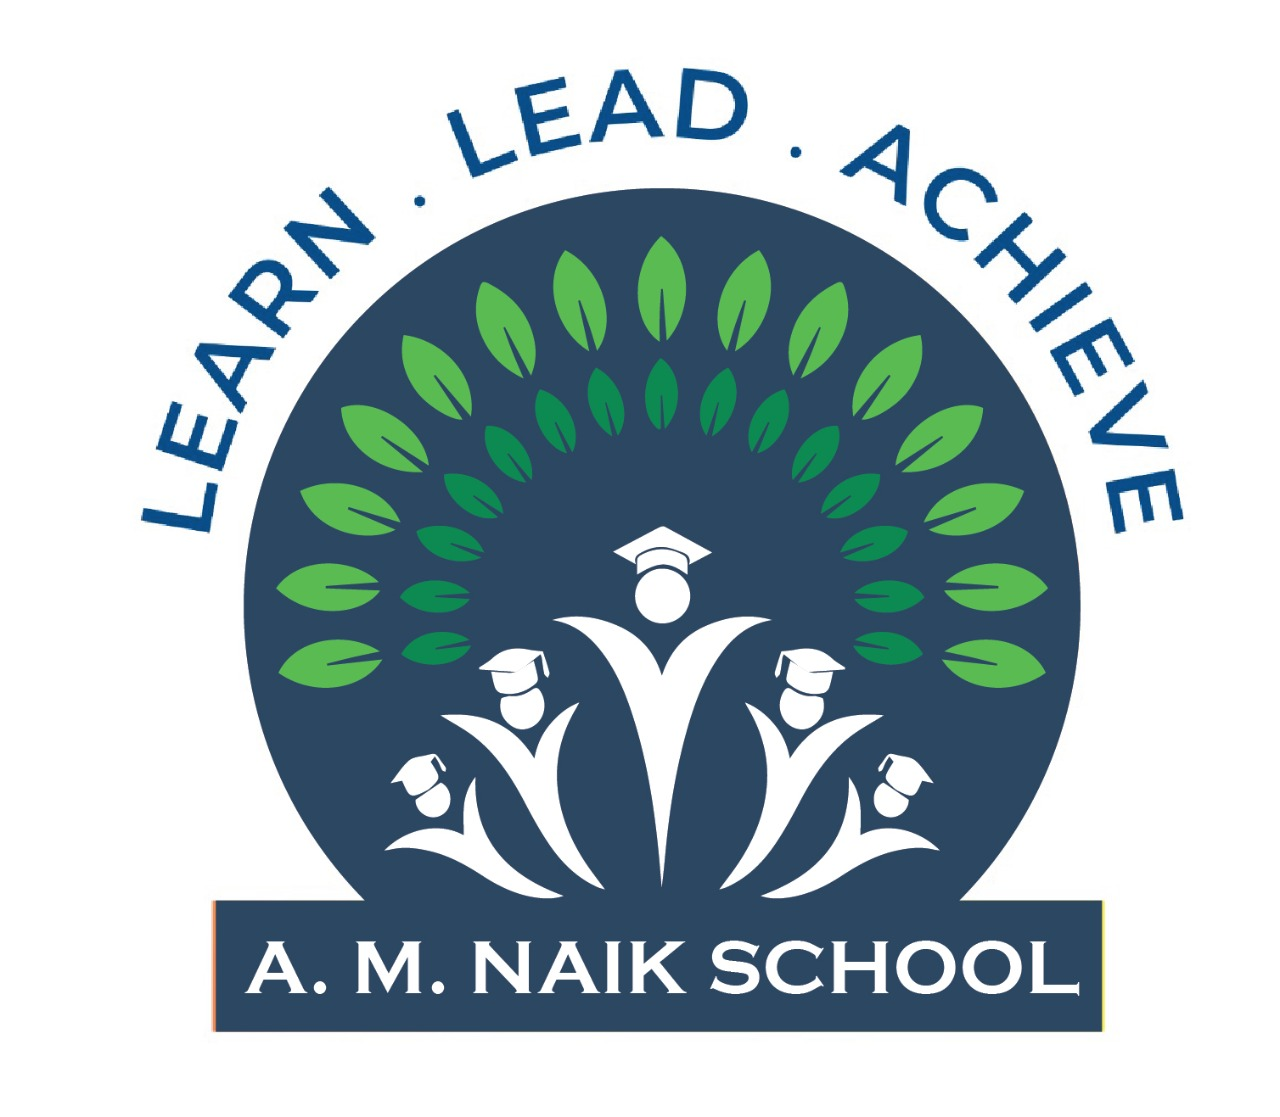 LEARN . LEAD . ACHIEVE
A. M. NAIK SCHOOL